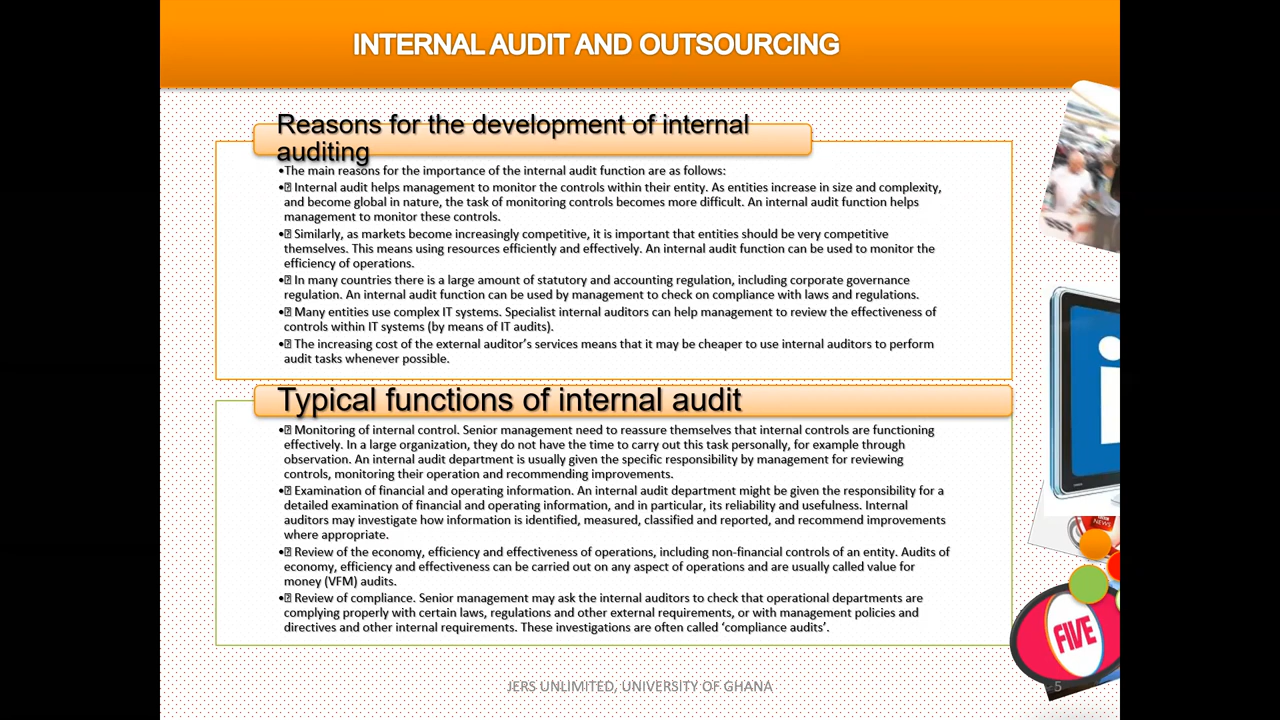 INTERNAL AUDIT AND OUTSOURCING
Reasons for the development of internal
auditing
•The main reasons for the importance of the internal audit function are as follows:
•⍰ Internal audit helps management to monitor the controls within their entity. As entities increase in size and complexity,
and become global in nature, the task of monitoring controls becomes more difficult. An internal audit function helps
management to monitor these controls.
•⍰ Similarly, as markets become increasingly competitive, it is important that entities should be very competitive
themselves. This means using resources efficiently and effectively. An internal audit function can be used to monitor the
efficiency of operations.
•⍰ In many countries there is a large amount of statutory and accounting regulation, including corporate governance
regulation. An internal audit function can be used by management to check on compliance with laws and regulations.
•⍰ Many entities use complex IT systems. Specialist internal auditors can help management to review the effectiveness of
controls within IT systems (by means of IT audits).
•⍰ The increasing cost of the external auditor’s services means that it may be cheaper to use internal auditors to perform
audit tasks whenever possible.
Typical functions of internal audit
•⍰ Monitoring of internal control. Senior management need to reassure themselves that internal controls are functioning
effectively. In a large organization, they do not have the time to carry out this task personally, for example through
observation. An internal audit department is usually given the specific responsibility by management for reviewing
controls, monitoring their operation and recommending improvements.
•⍰ Examination of financial and operating information. An internal audit department might be given the responsibility for a
detailed examination of financial and operating information, and in particular, its reliability and usefulness. Internal
auditors may investigate how information is identified, measured, classified and reported, and recommend improvements
where appropriate.
•⍰ Review of the economy, efficiency and effectiveness of operations, including non-financial controls of an entity. Audits of
economy, efficiency and effectiveness can be carried out on any aspect of operations and are usually called value for
money (VFM) audits.
•⍰ Review of compliance. Senior management may ask the internal auditors to check that operational departments are
complying properly with certain laws, regulations and other external requirements, or with management policies and
directives and other internal requirements. These investigations are often called ‘compliance audits’.
NEWS
FIVE
JERS UNLIMITED, UNIVERSITY OF GHANA
5